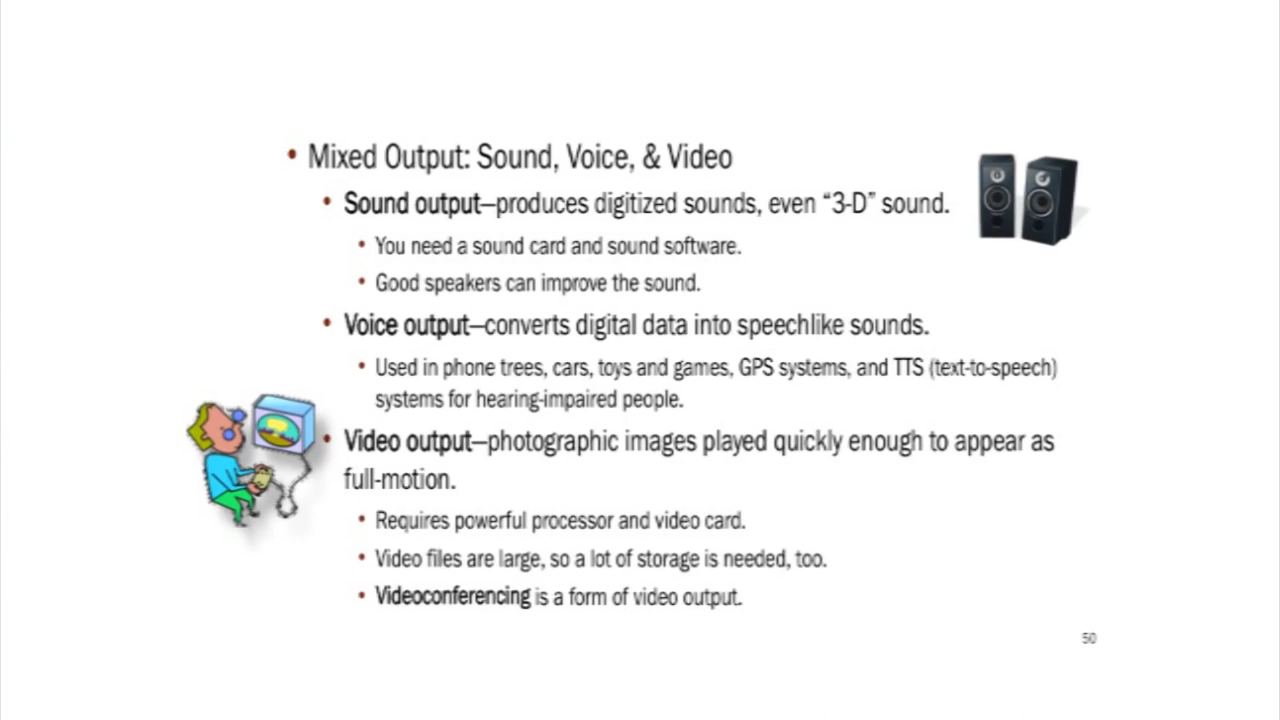 • Mixed Output: Sound, Voice, & Video
• Sound output—produces digitized sounds, even “3-D” sound.
• You need a sound card and sound software.
• Good speakers can improve the sound.
• Voice output—converts digital data into speechlike sounds.
• Used in phone trees, cars, toys and games, GPS systems, and TTS (text-to-speech)
systems for hearing-impaired people.
• Video output—photographic images played quickly enough to appear as
full-motion.
• Requires powerful processor and video card.
• Video files are large, so a lot of storage is needed, too.
• Videoconferencing is a form of video output.
50